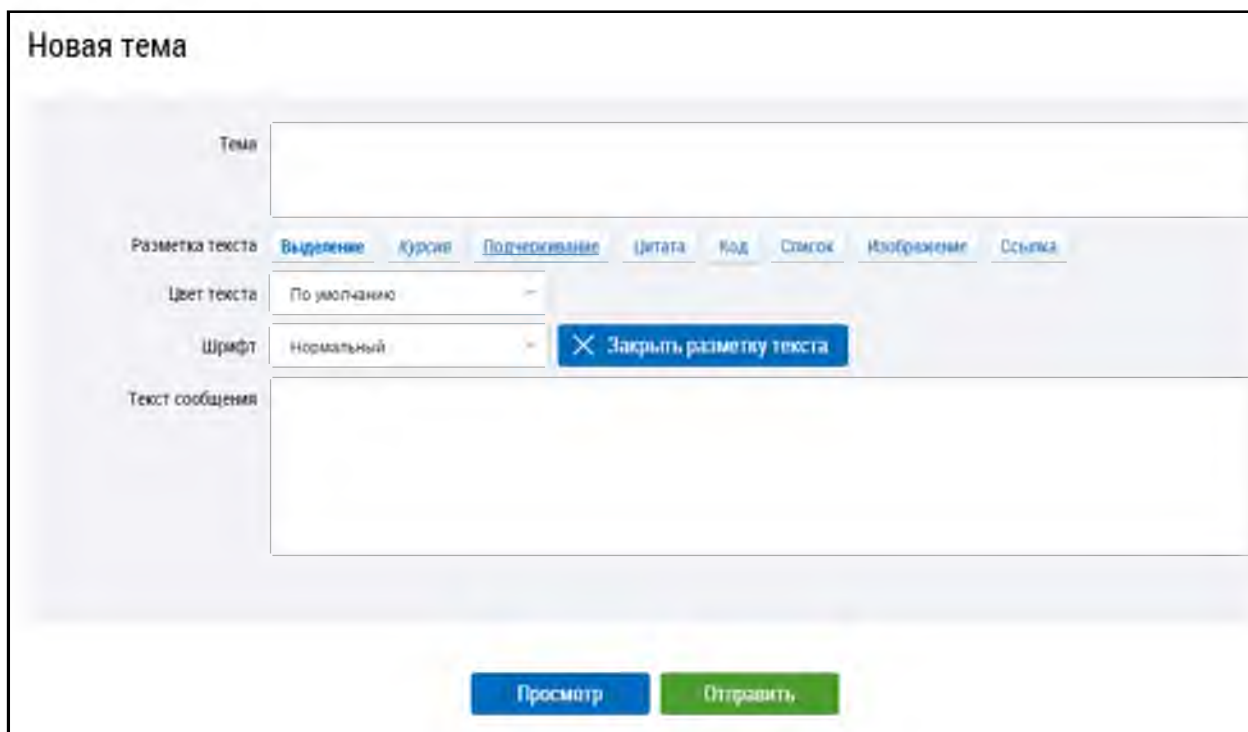 Новая тема
Тема
Разметка текста Выделение Курсив Подчеркивание Цитата Код Список Изображение Ссылка
Цвет текста По умолчанию
Шрифт Нормальный Закрыть разметку текста
Текст сообщения
Просмотр Отправить